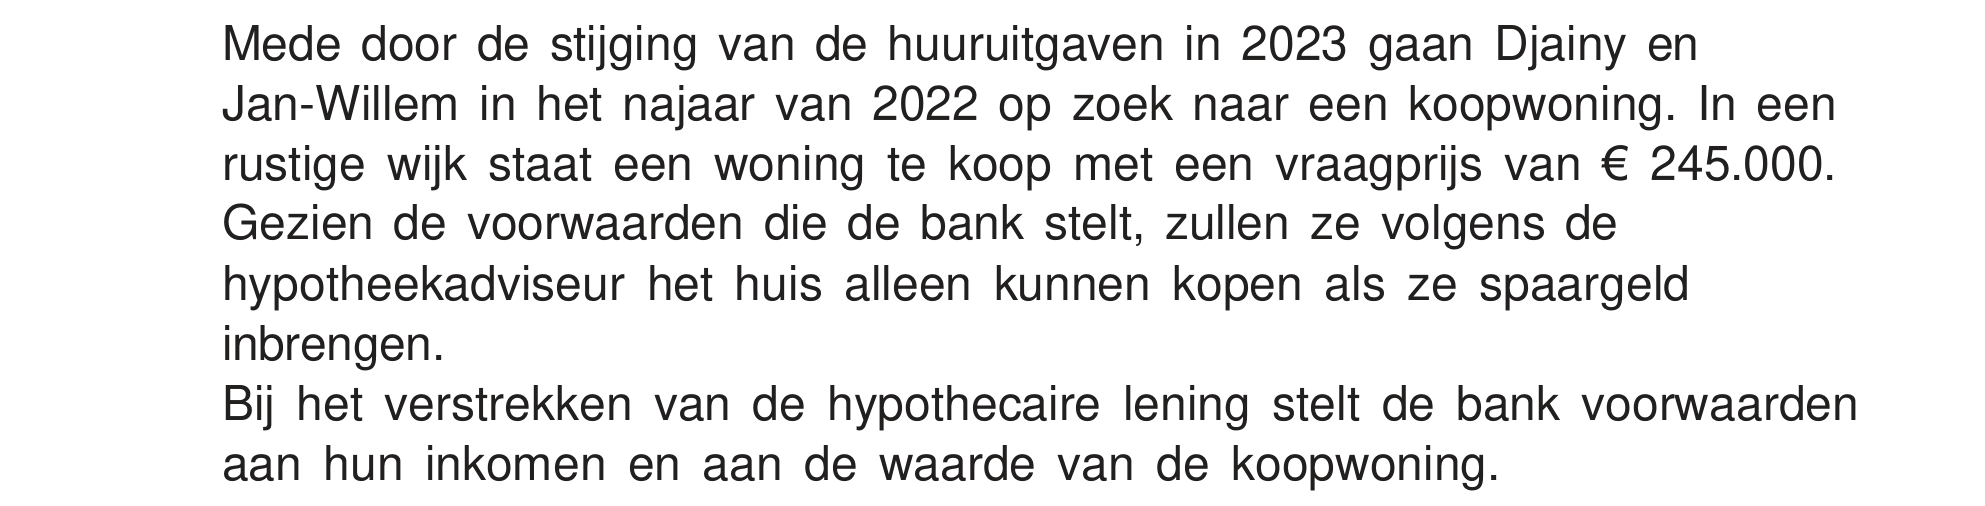 Mede door de stijging van de huuruitgaven in 2023 gaan Djainy en
Jan-Willem in het najaar van 2022 op zoek naar een koopwoning. In een
rustige wijk staat een woning te koop met een vraagprijs van € 245.000.
Gezien de voorwaarden die de bank stelt, zullen ze volgens de
hypotheekadviseur het huis alleen kunnen kopen als ze spaargeld
inbrengen.
Bij het verstrekken van de hypothecaire lening stelt de bank voorwaarden
aan hun inkomen en aan de waarde van de koopwoning.